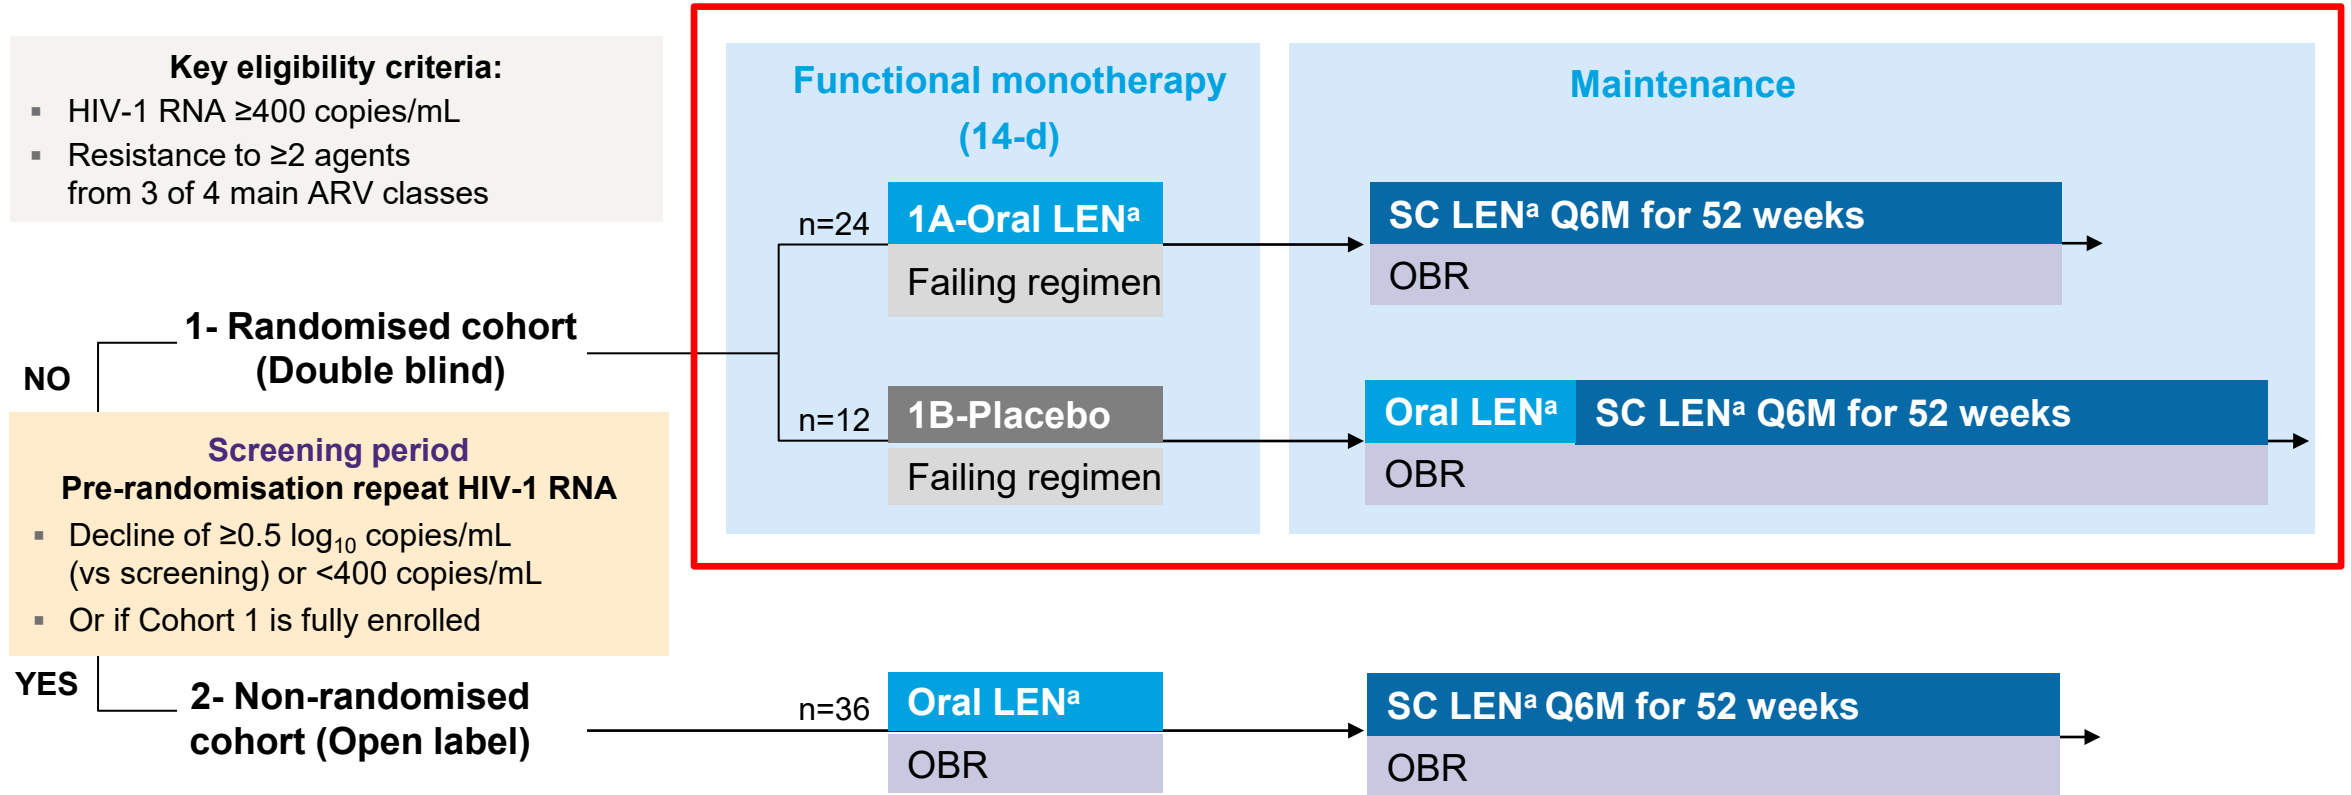 Key eligibility criteria:
▪ HIV-1 RNA ≥400 copies/mL
▪ Resistance to ≥2 agents
from 3 of 4 main ARV classes
Functional monotherapy
(14-d)
Maintenance
n=24
1A-Oral LENᵃ
Failing regimen
SC LENᵃ Q6M for 52 weeks
OBR
1- Randomised cohort
(Double blind)
NO
n=12
1B-Placebo
Failing regimen
Oral LENᵃ
SC LENᵃ Q6M for 52 weeks
OBR
Screening period
Pre-randomisation repeat HIV-1 RNA
▪ Decline of ≥0.5 log₁₀ copies/mL
(vs screening) or <400 copies/mL
▪ Or if Cohort 1 is fully enrolled
YES
2- Non-randomised
cohort (Open label)
n=36
Oral LENᵃ
OBR
SC LENᵃ Q6M for 52 weeks
OBR